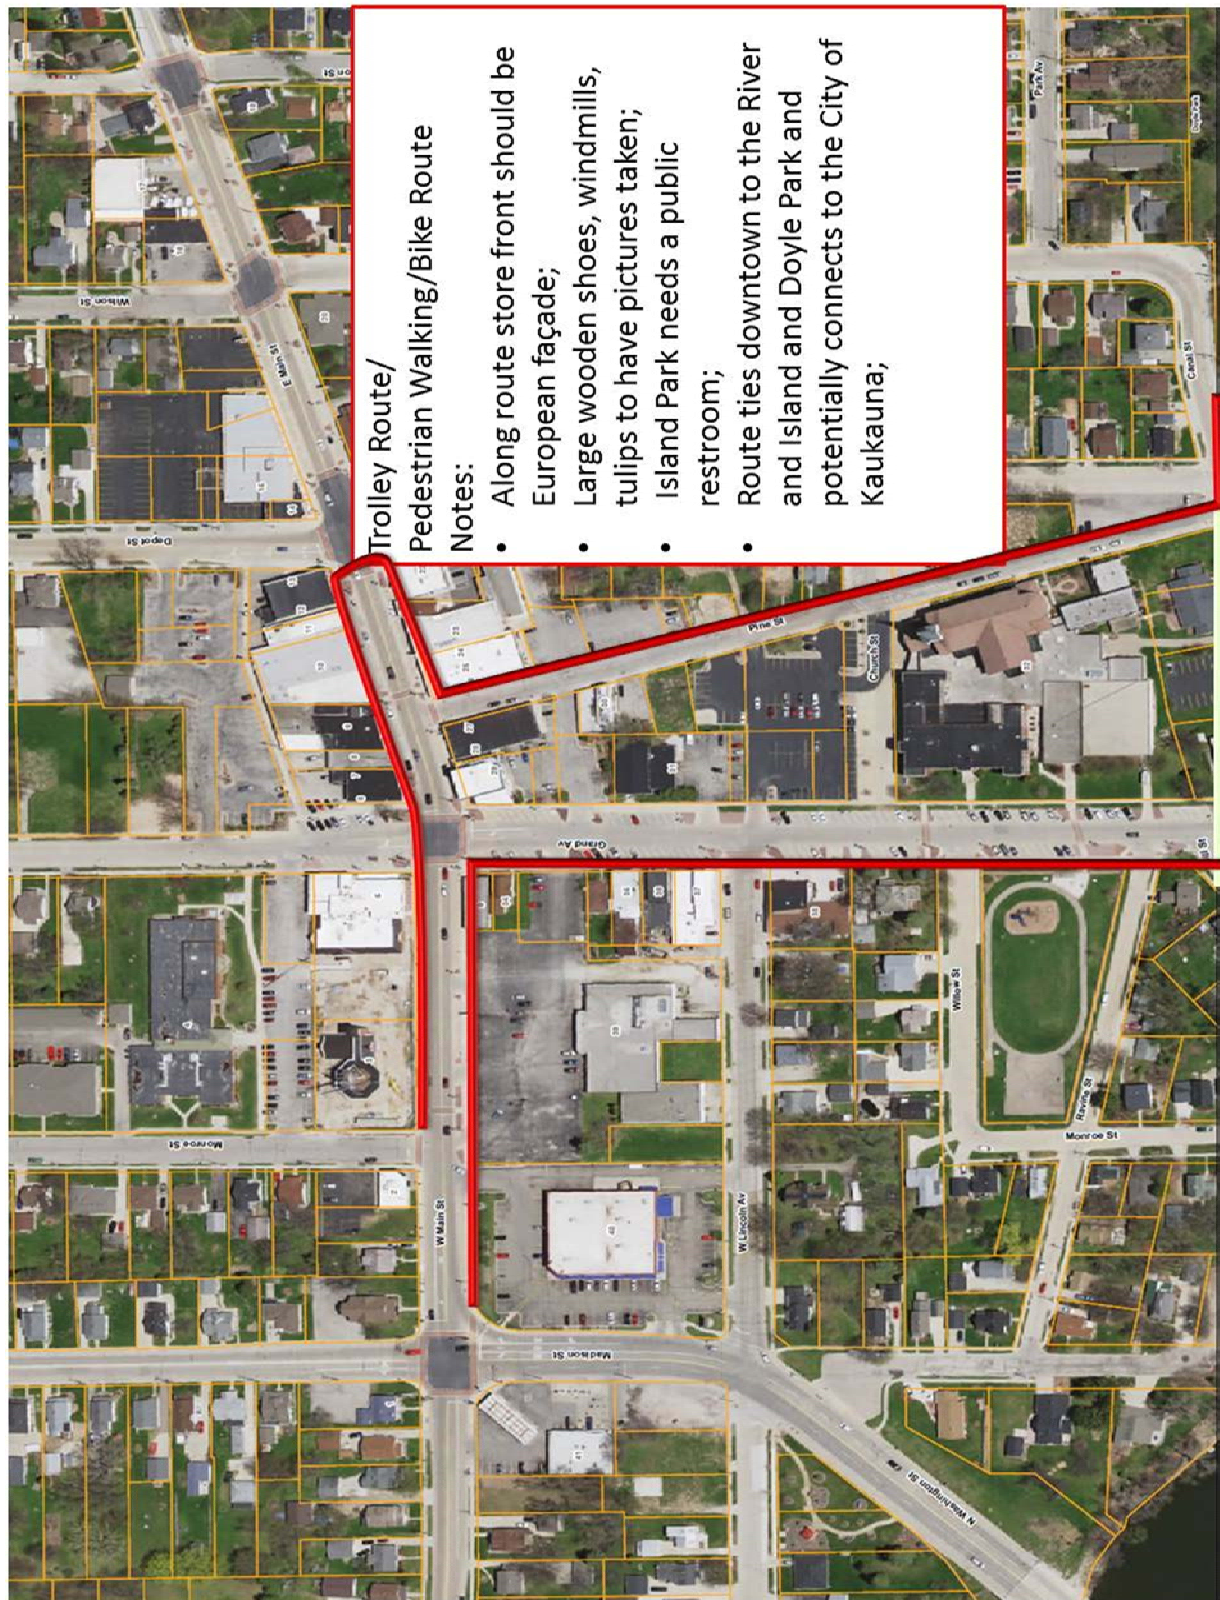 Trolley Route/
Pedestrian Walking/Bike Route
Notes:
• Along route store front should be
European façade;
• Large wooden shoes, windmills,
tulips to have pictures taken;
• Island Park needs a public
restroom;
• Route ties downtown to the River
and Island and Doyle Park and
potentially connects to the City of
Kaukauna;
Wilson St
E Main St
Depot St
Park Av
Doyle Park
Canal St
Pine St
Church St
Grand Av
Monroe St
W Main St
W Lincoln Av
Willow St
Ravine St
Monroe St
Madison St
N Washington St